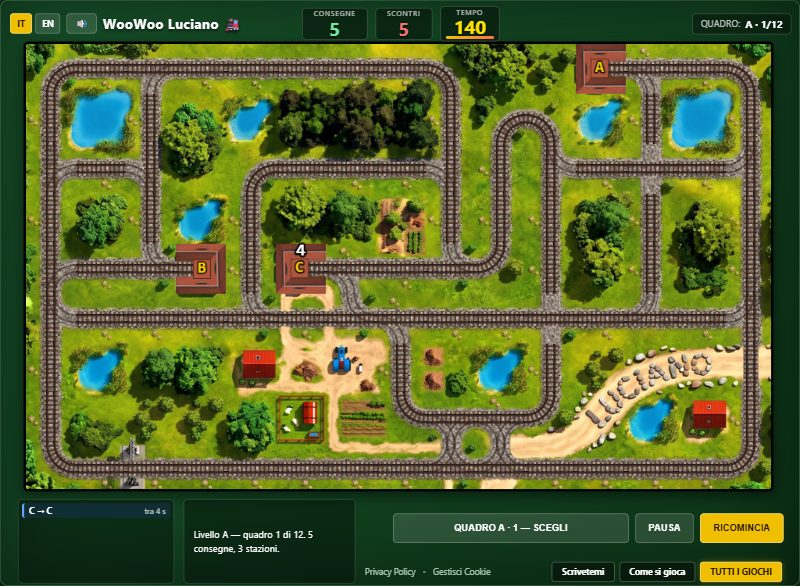 IT EN WooWoo Luciano
CONSEGNE
5
SCONTRI
5
TEMPO
140
QUADRO: A · 1/12
A
B
4
C
LUCIANO
C→C tra 4 s
Livello A — quadro 1 di 12. 5
consegne, 3 stazioni.
QUADRO A · 1 — SCEGLI
PAUSA
RICOMINCIA
Privacy Policy - Gestisci Cookie
Scrivetemi
Come si gioca
TUTTI I GIOCHI